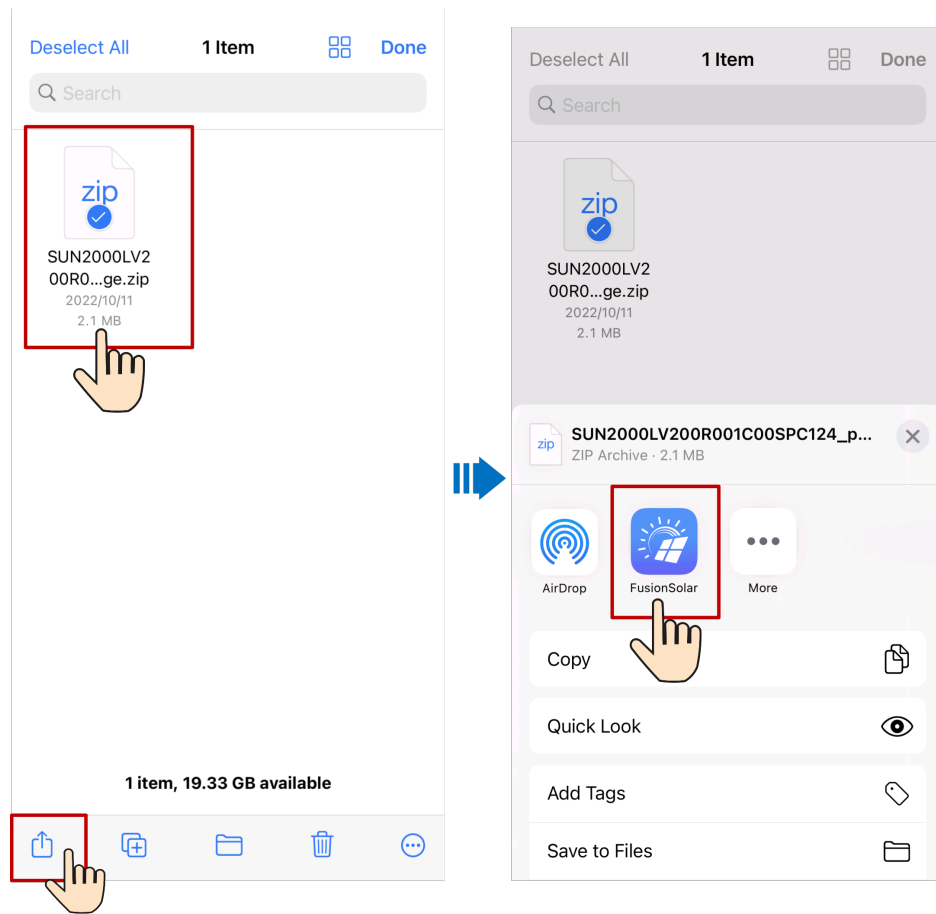 Deselect All
1 Item
Done
Search
zip
SUN2000LV2
00R0...ge.zip
2022/10/11
2.1 MB
1 item, 19.33 GB available
Deselect All
1 Item
Done
Search
zip
SUN2000LV2
00R0...ge.zip
2022/10/11
2.1 MB
zip
SUN2000LV200R001C00SPC124_p...
ZIP Archive · 2.1 MB
AirDrop
FusionSolar
More
Copy
Quick Look
Add Tags
Save to Files